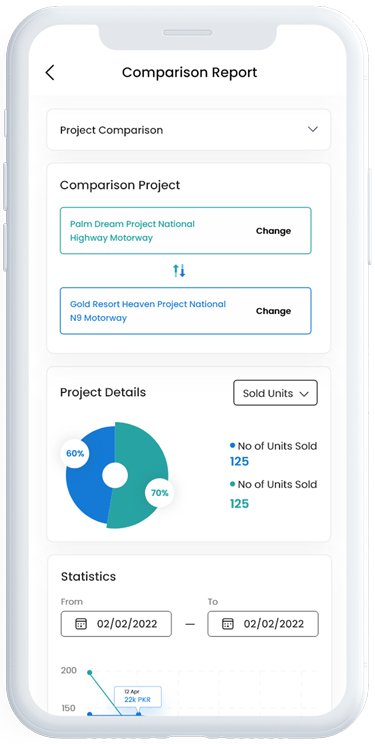 Comparison Report
Project Comparison
Comparison Project
Palm Dream Project National
Highway Motorway
Change
Gold Resort Heaven Project National
N9 Motorway
Change
Project Details
Sold Units
60%
70%
No of Units Sold
125
No of Units Sold
125
Statistics
From
To
02/02/2022
02/02/2022
200
12 Apr
22k PKR
150